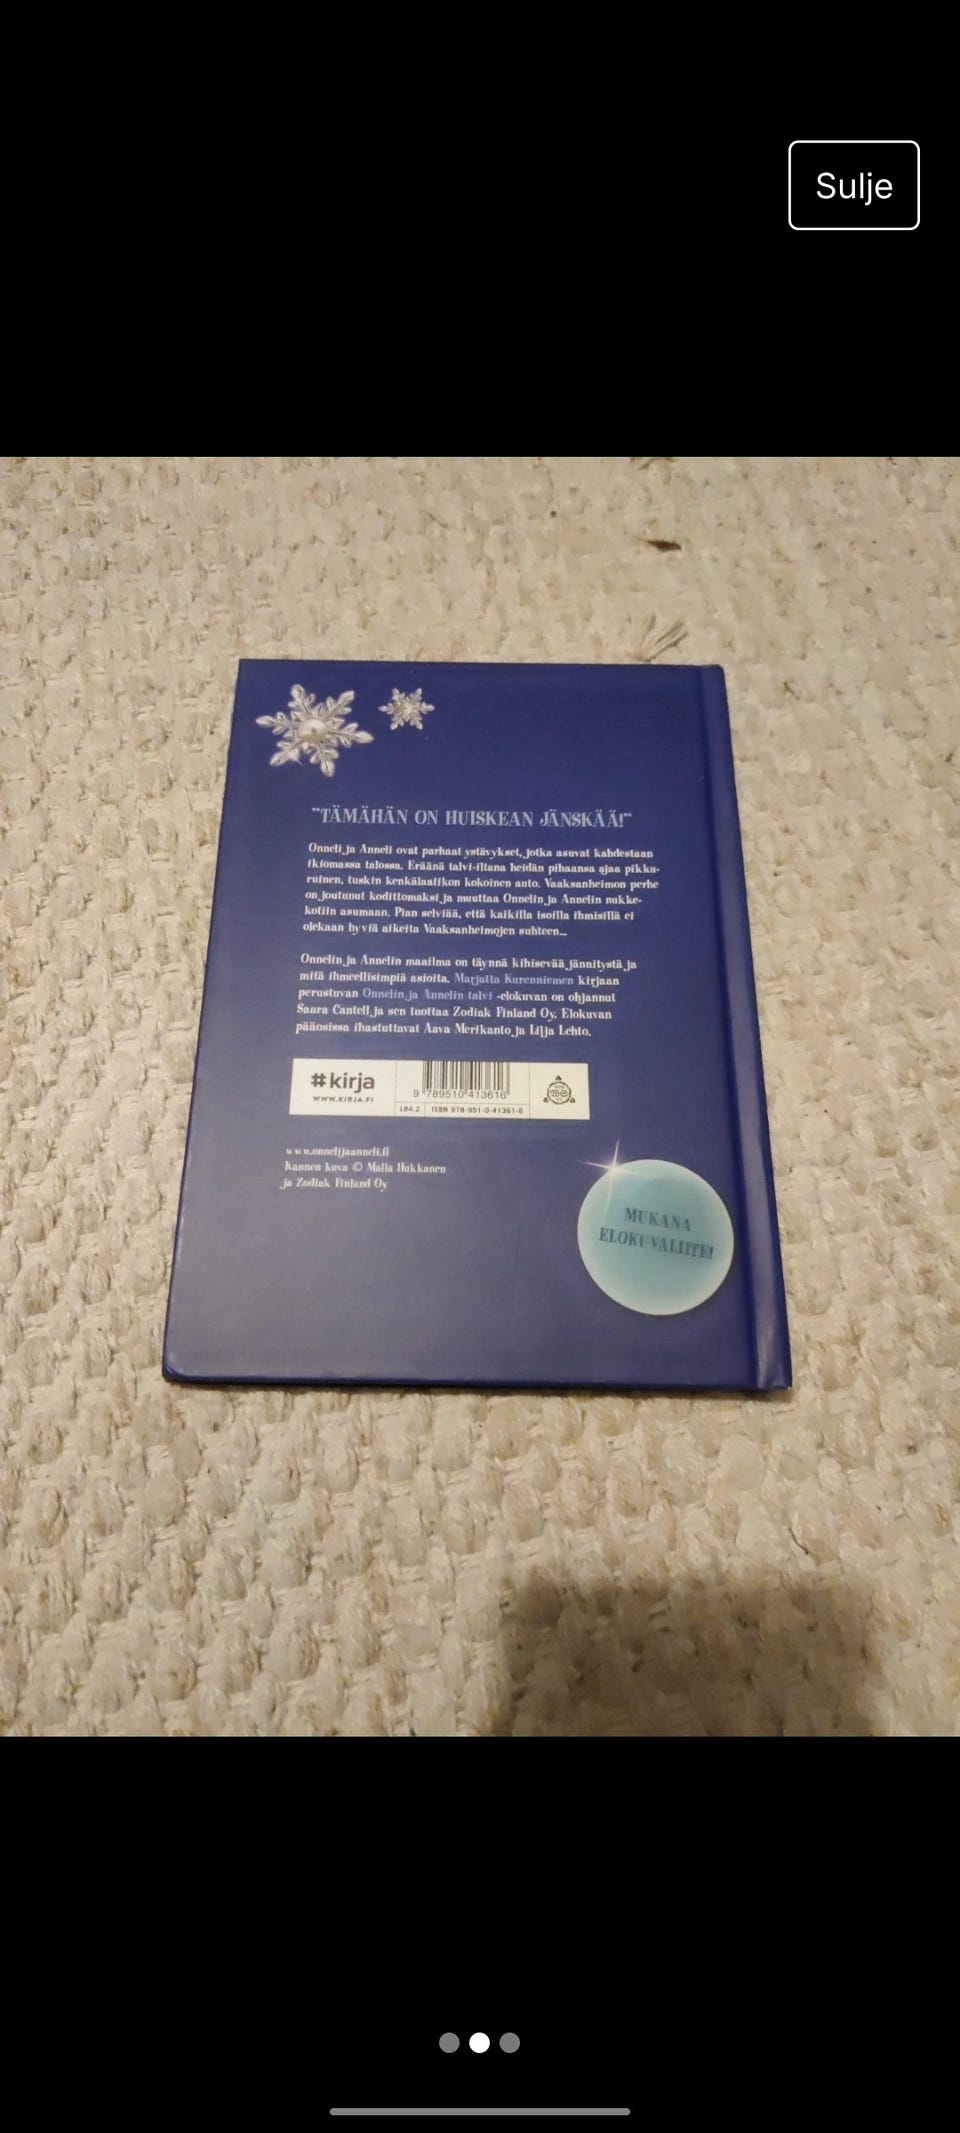 Sulje
"TÄMÄHÄN ON HUISKEAN JÄNSKÄÄ!"
Onneli ja Anneli ovat parhaat ystävykset, jotka asuvat kahdestaan
ikiomassa talossa. Eräänä talvi-iltana heidän pihaansa ajaa pikku-
ruinen, tuskin kenkälaatikon kokoinen auto. Vaaksanheimon perhe
on joutunut kodittomaksi ja muuttaa Onnelin ja Annelin nukke-
kotiin asumaan. Pian selviää, että kaikilla isoilla ihmisillä ei
olekaan hyviä aikeita Vaaksanheimojen suhteen...
Onnelin ja Annelin maailma on täynnä kihisevää jännitystä ja
mitä ihmeellisimpiä asioita. Marjatta Kurenniemen kirjaan
perustuvan Onnelin ja Annelin talvi -elokuvan on ohjannut
Saara Cantell ja sen tuottaa Zodiak Finland Oy. Elokuvan
pääosissa ihastuttavat Aava Merikanto ja Lilja Lehto.
#kirja
WWW.KIRJA.FI
9 789510 413616
L84.2 ISBN 978-951-0-41361-6
www.onnelijaanneli.fi
Kannen kuva © Malla Hukkanen
ja Zodiak Finland Oy
MUKANA
ELOKUVALIITE!